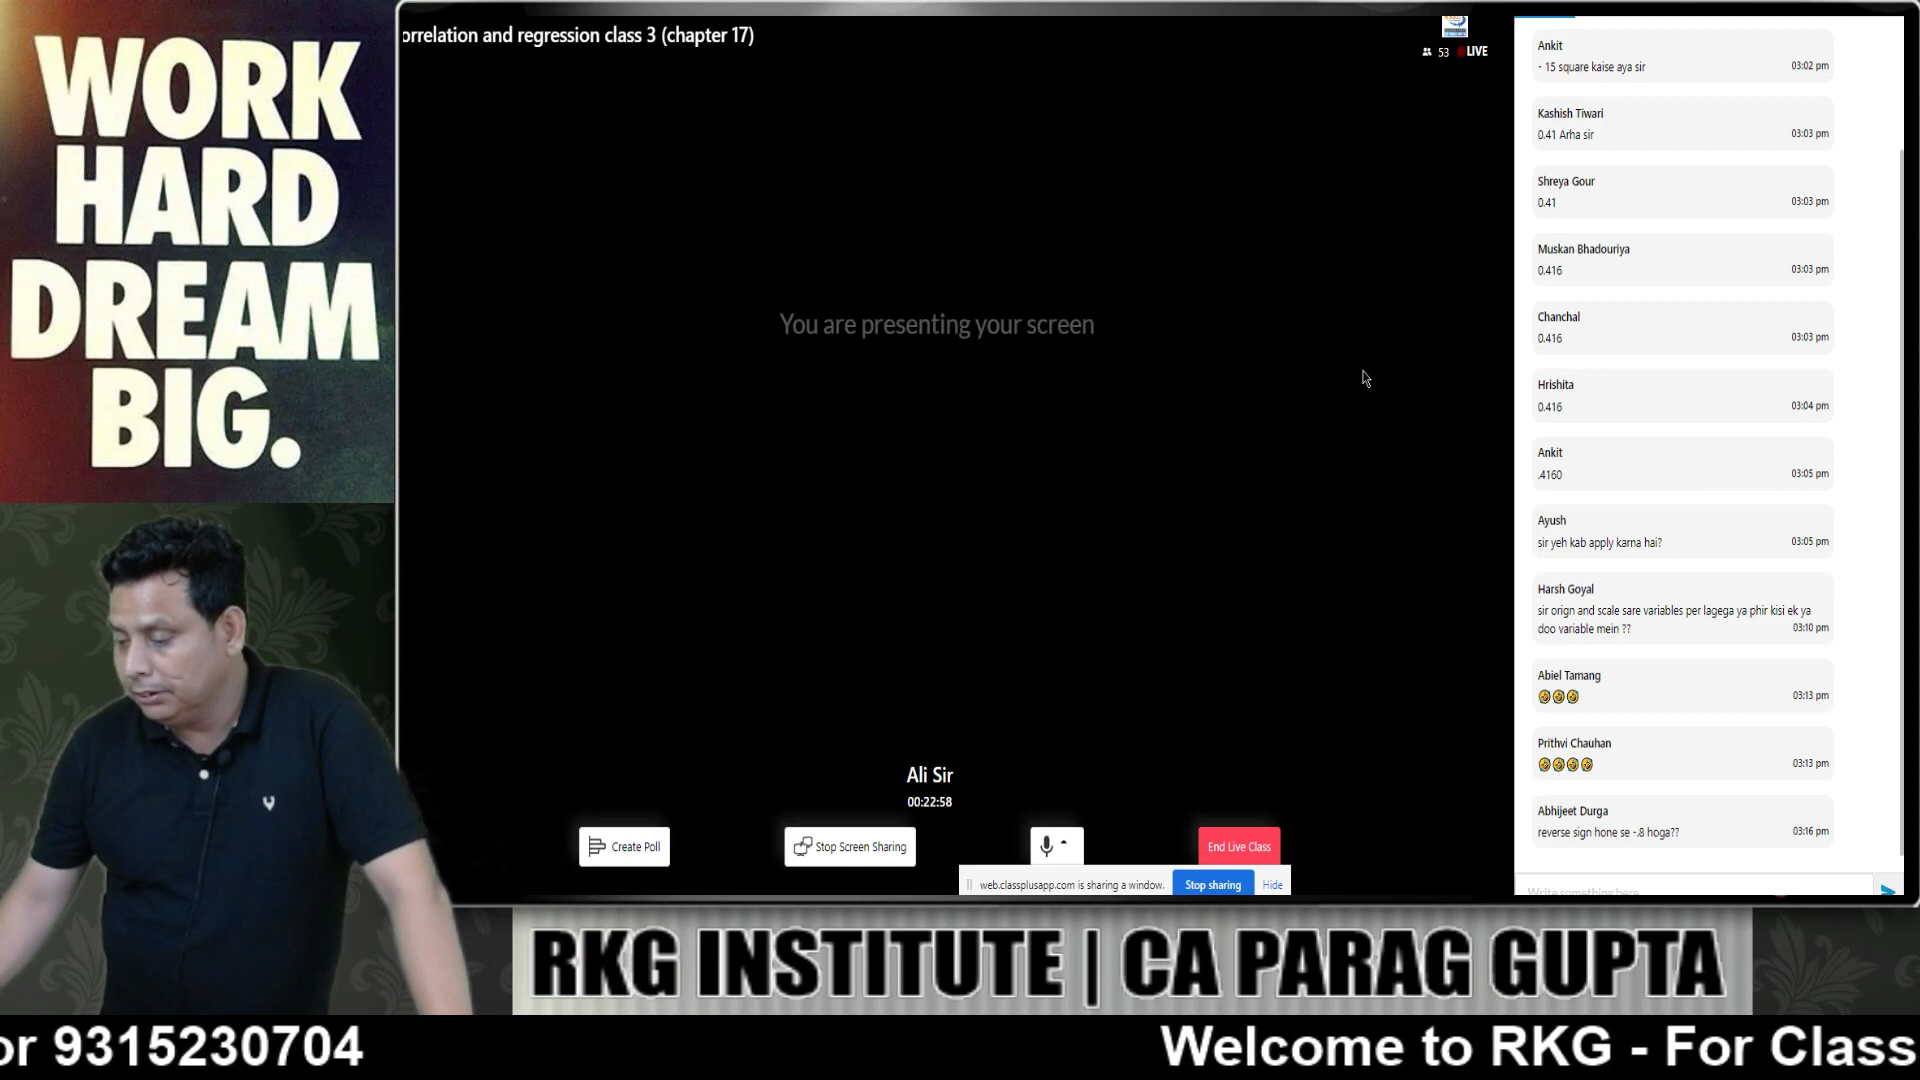 WORK
HARD
DREAM
BIG.
orrelation and regression class 3 (chapter 17)
53 LIVE
You are presenting your screen
Ali Sir
00:22:58
Create Poll
Stop Screen Sharing
End Live Class
web.classplusapp.com is sharing a window. Stop sharing Hide
Ankit
- 15 square kaise aya sir 03:02 pm
Kashish Tiwari
0.41 Arha sir 03:03 pm
Shreya Gour
0.41 03:03 pm
Muskan Bhadouriya
0.416 03:03 pm
Chanchal
0.416 03:03 pm
Hrishita
0.416 03:04 pm
Ankit
.4160 03:05 pm
Ayush
sir yeh kab apply karna hai? 03:05 pm
Harsh Goyal
sir orign and scale sare variables per lagega ya phir kisi ek ya
doo variable mein ?? 03:10 pm
Abiel Tamang
🤣🤣🤣 03:13 pm
Prithvi Chauhan
🤣🤣🤣🤣 03:13 pm
Abhijeet Durga
reverse sign hone se -.8 hoga?? 03:16 pm
Write something here
RKG INSTITUTE | CA PARAG GUPTA
or 9315230704 Welcome to RKG - For Class